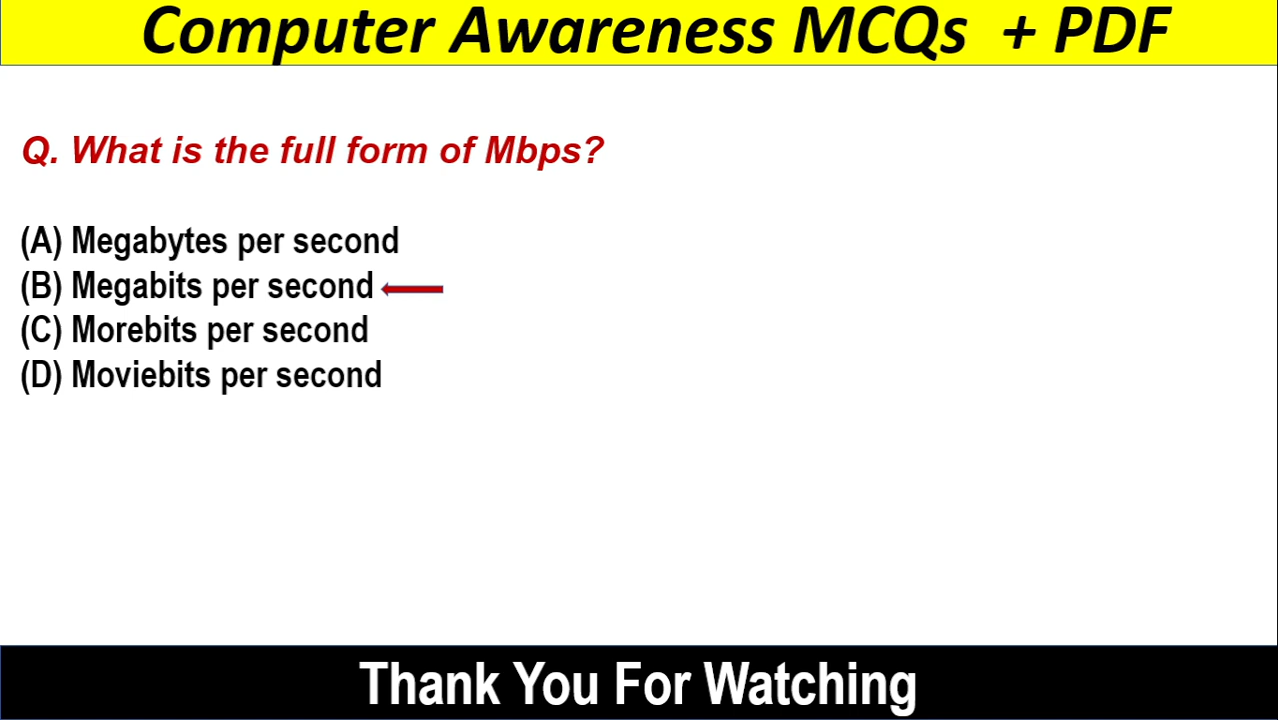 Computer Awareness MCQs + PDF
Q. What is the full form of Mbps?
(A) Megabytes per second
(B) Megabits per second
(C) Morebits per second
(D) Moviebits per second
Thank You For Watching